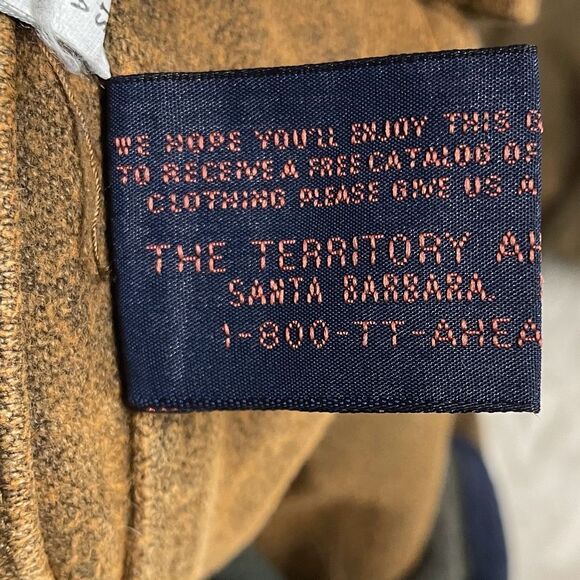 WE HOPE YOU'LL ENJOY THIS G
TO RECEIVE A FREE CATALOG OF
CLOTHING PLEASE GIVE US A
THE TERRITORY AH
SANTA BARBARA.
1-800-TT-AHEA